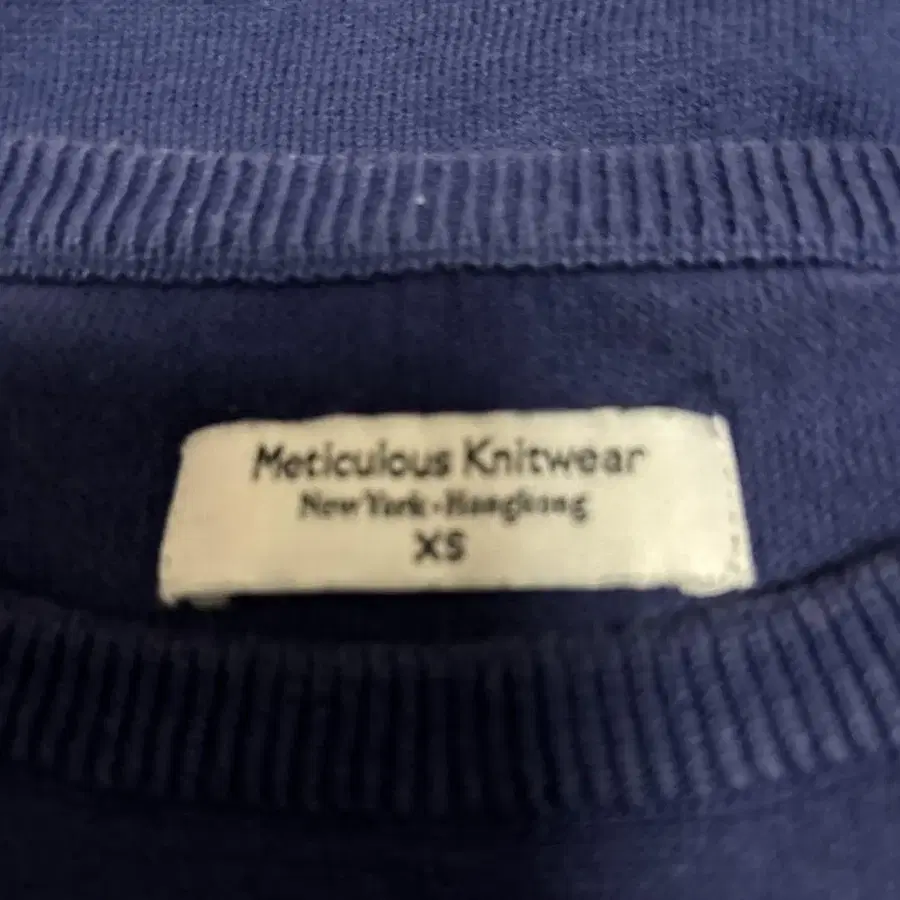 Meticulous Knitwear
New York - Hongkong
XS